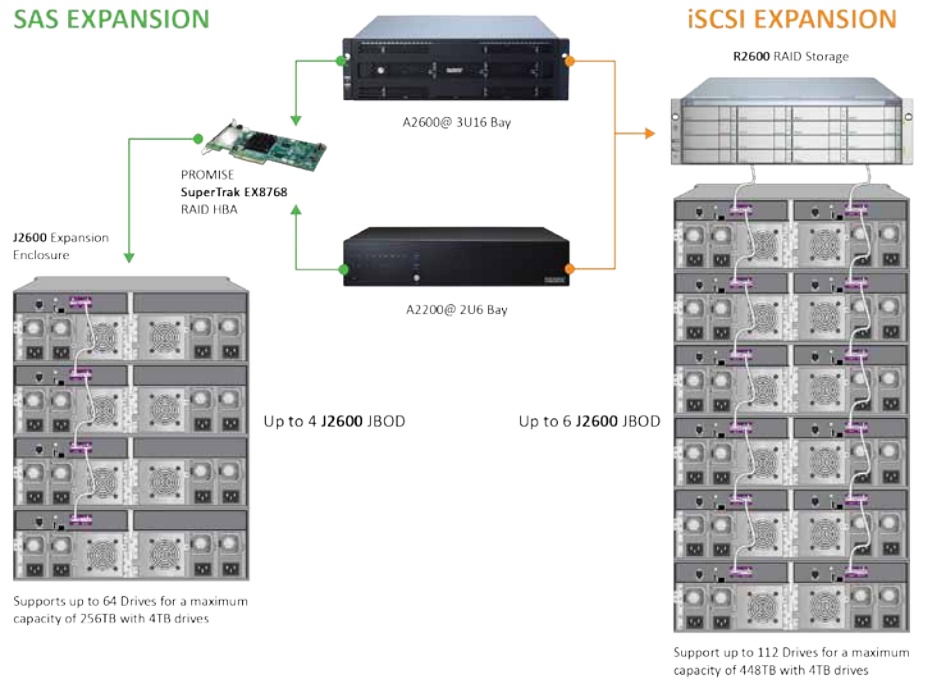 SAS EXPANSION
iSCSI EXPANSION
R2600 RAID Storage
A2600@ 3U16 Bay
PROMISE
SuperTrak EX8768
RAID HBA
J2600 Expansion
Enclosure
A2200@ 2U6 Bay
Up to 4 J2600 JBOD
Up to 6 J2600 JBOD
Supports up to 64 Drives for a maximum
capacity of 256TB with 4TB drives
Support up to 112 Drives for a maximum
capacity of 448TB with 4TB drives